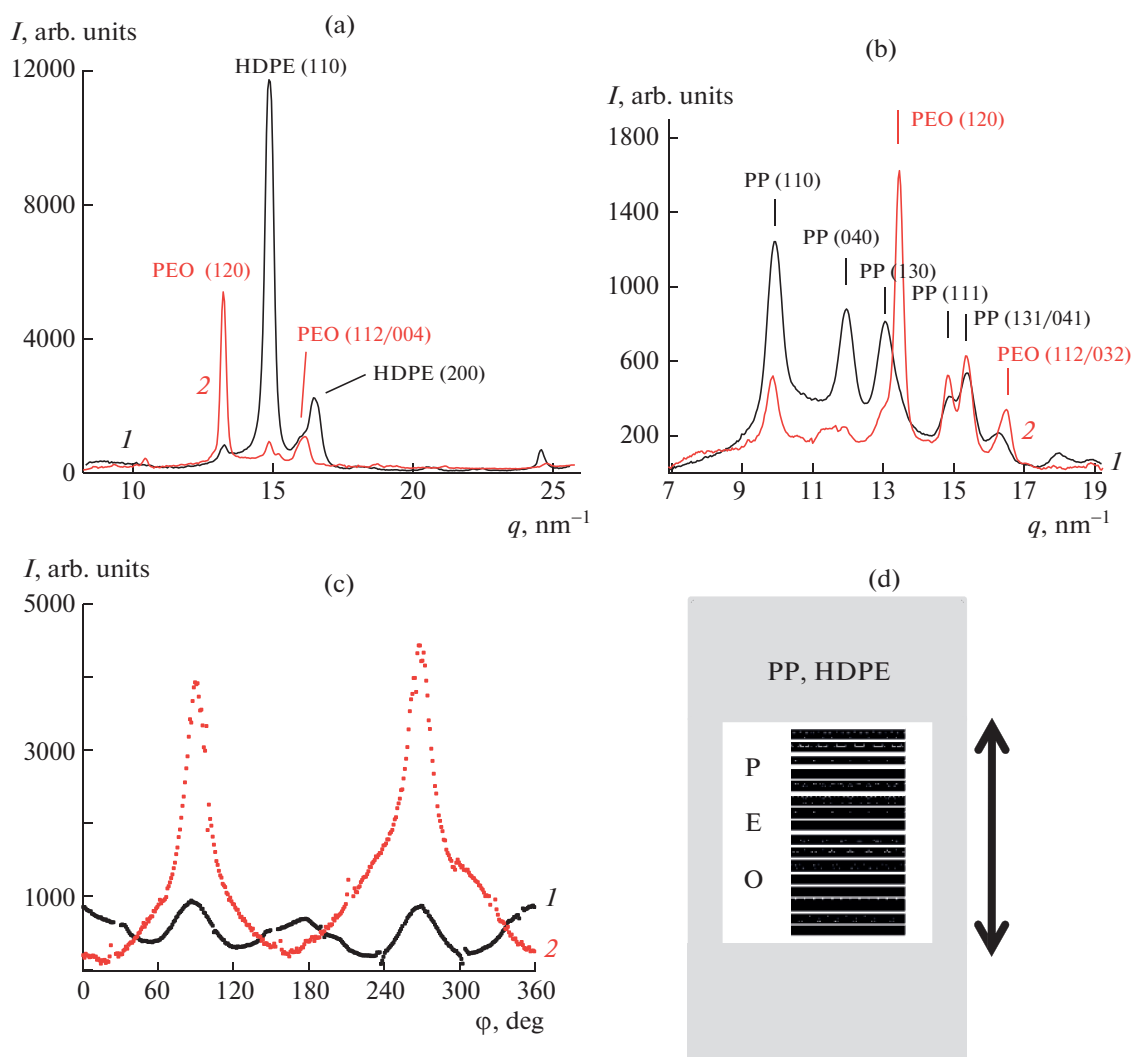 (a)
I, arb. units
12000
8000
4000
0
HDPE (110)
PEO (120)
PEO (112/004)
HDPE (200)
2
1
10
15
20
25
q, nm⁻¹
(b)
I, arb. units
1800
1400
1000
600
200
PEO (120)
PP (110)
PP (040)
PP (130)
PP (111)
PP (131/041)
PEO (112/032)
2
1
7
9
11
13
15
17
19
q, nm⁻¹
(c)
I, arb. units
5000
3000
1000
1
2
0
60
120
180
240
300
360
φ, deg
(d)
PP, HDPE
P
E
O